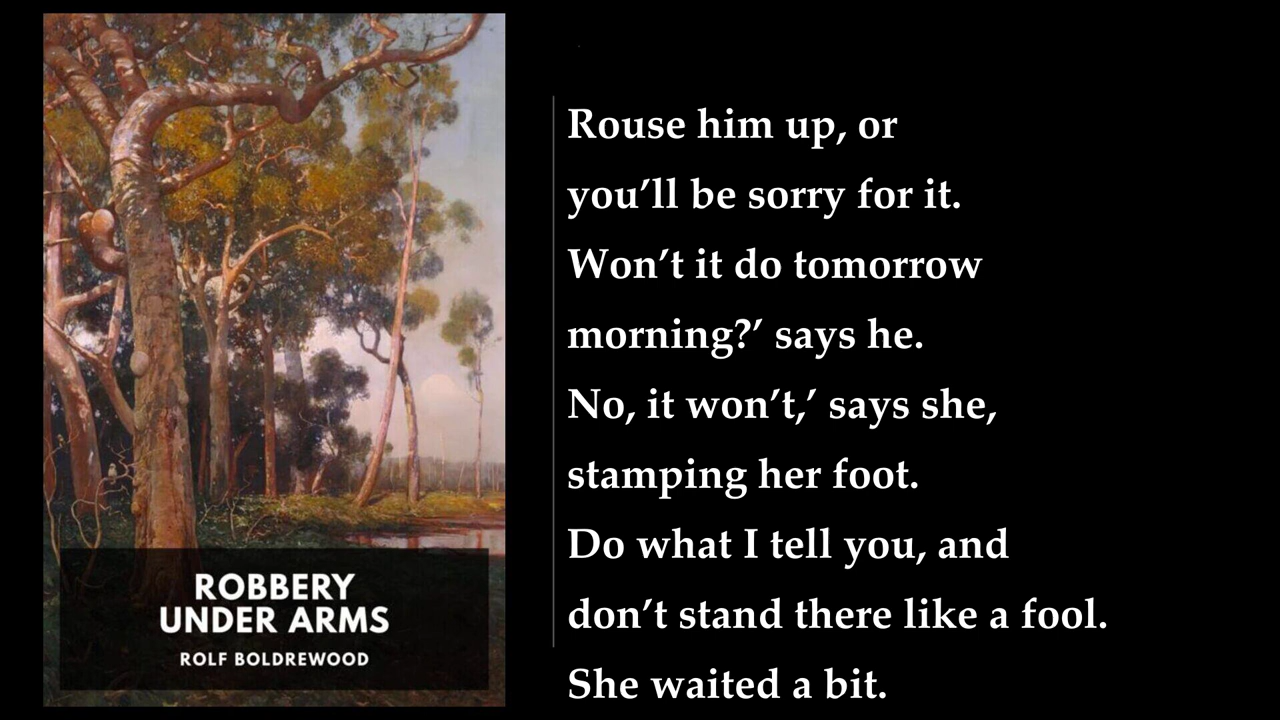 ROBBERY
UNDER ARMS
ROLF BOLDREWOOD
Rouse him up, or
you’ll be sorry for it.
Won’t it do tomorrow
morning?’ says he.
No, it won’t,’ says she,
stamping her foot.
Do what I tell you, and
don’t stand there like a fool.
She waited a bit.